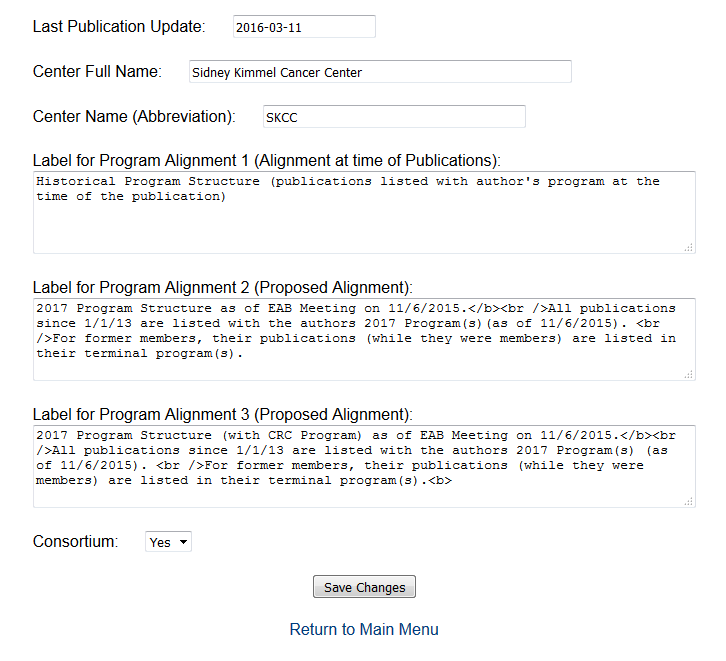 Last Publication Update: 2016-03-11
Center Full Name: Sidney Kimmel Cancer Center
Center Name (Abbreviation): SKCC
Label for Program Alignment 1 (Alignment at time of Publications):
Historical Program Structure (publications listed with author's program at the
time of the publication)
Label for Program Alignment 2 (Proposed Alignment):
2017 Program Structure as of EAB Meeting on 11/6/2015.</b><br />All publications
since 1/1/13 are listed with the authors 2017 Program(s)(as of 11/6/2015). <br
/>For former members, their publications (while they were members) are listed in
their terminal program(s).
Label for Program Alignment 3 (Proposed Alignment):
2017 Program Structure (with CRC Program) as of EAB Meeting on 11/6/2015.</b><br
/>All publications since 1/1/13 are listed with the authors 2017 Program(s) (as
of 11/6/2015). <br />For former members, their publications (while they were
members) are listed in their terminal program(s).<b>
Consortium: Yes
Save Changes
Return to Main Menu